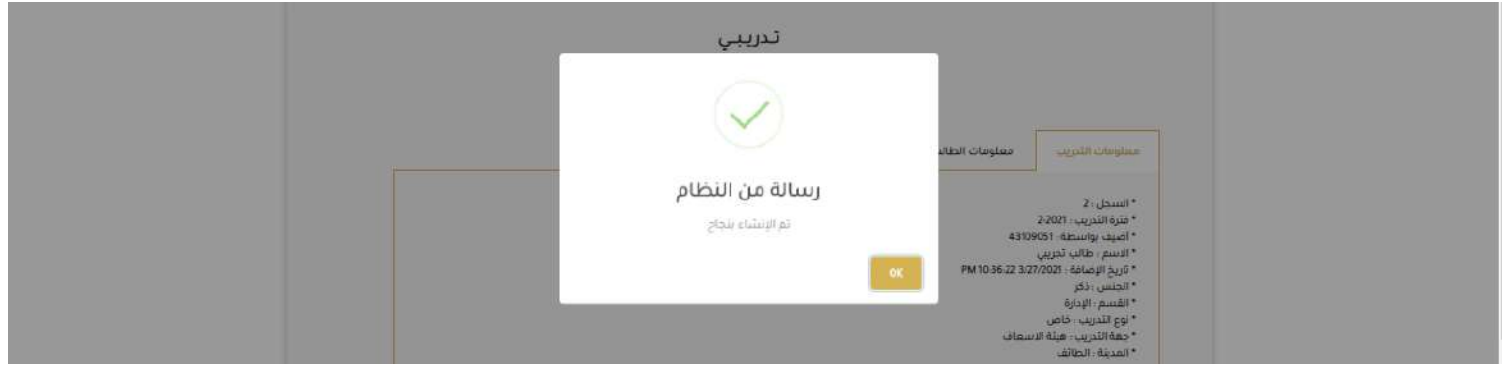 تدريبي
معلومات التدريب
معلومات الطالب
رسالة من النظام
تم الإنشاء بنجاح
OK
* السجل : 2
* فترة التدريب : 2021-2
* أضيف بواسطة : 43109051
* الاسم : طالب تجريبي
* تاريخ الإضافة : 3/27/2021 10:36:22 PM
* الجنس : ذكر
* القسم : الإدارة
* نوع التدريب : خاص
* جهة التدريب : هيئة الاسعاف
* المدينة : الطائف